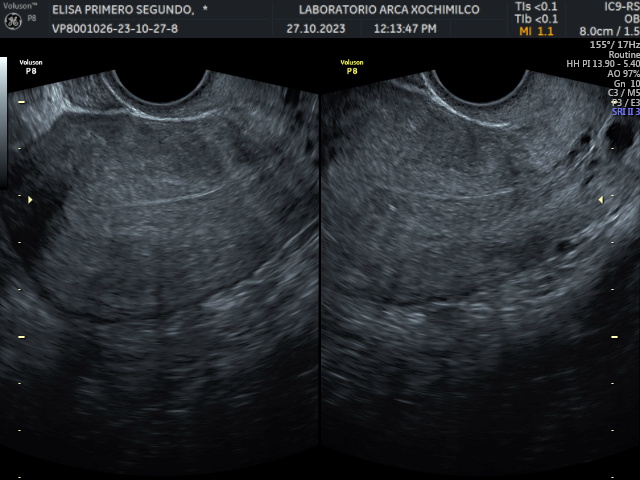 Voluson™
P8
ELISA PRIMERO SEGUNDO, *
LABORATORIO ARCA XOCHIMILCO
VP8001026-23-10-27-8
27.10.2023
12:13:47 PM
TIs <0.1
TIb <0.1
MI 1.1
IC9-RS
OB
8.0cm / 1.5
155°/ 17Hz
Routine
HH PI 13.90 - 5.40
AO 97%
Gn 10
C3 / M5
P3 / E3
SRI II 3
Voluson
P8
Voluson
P8